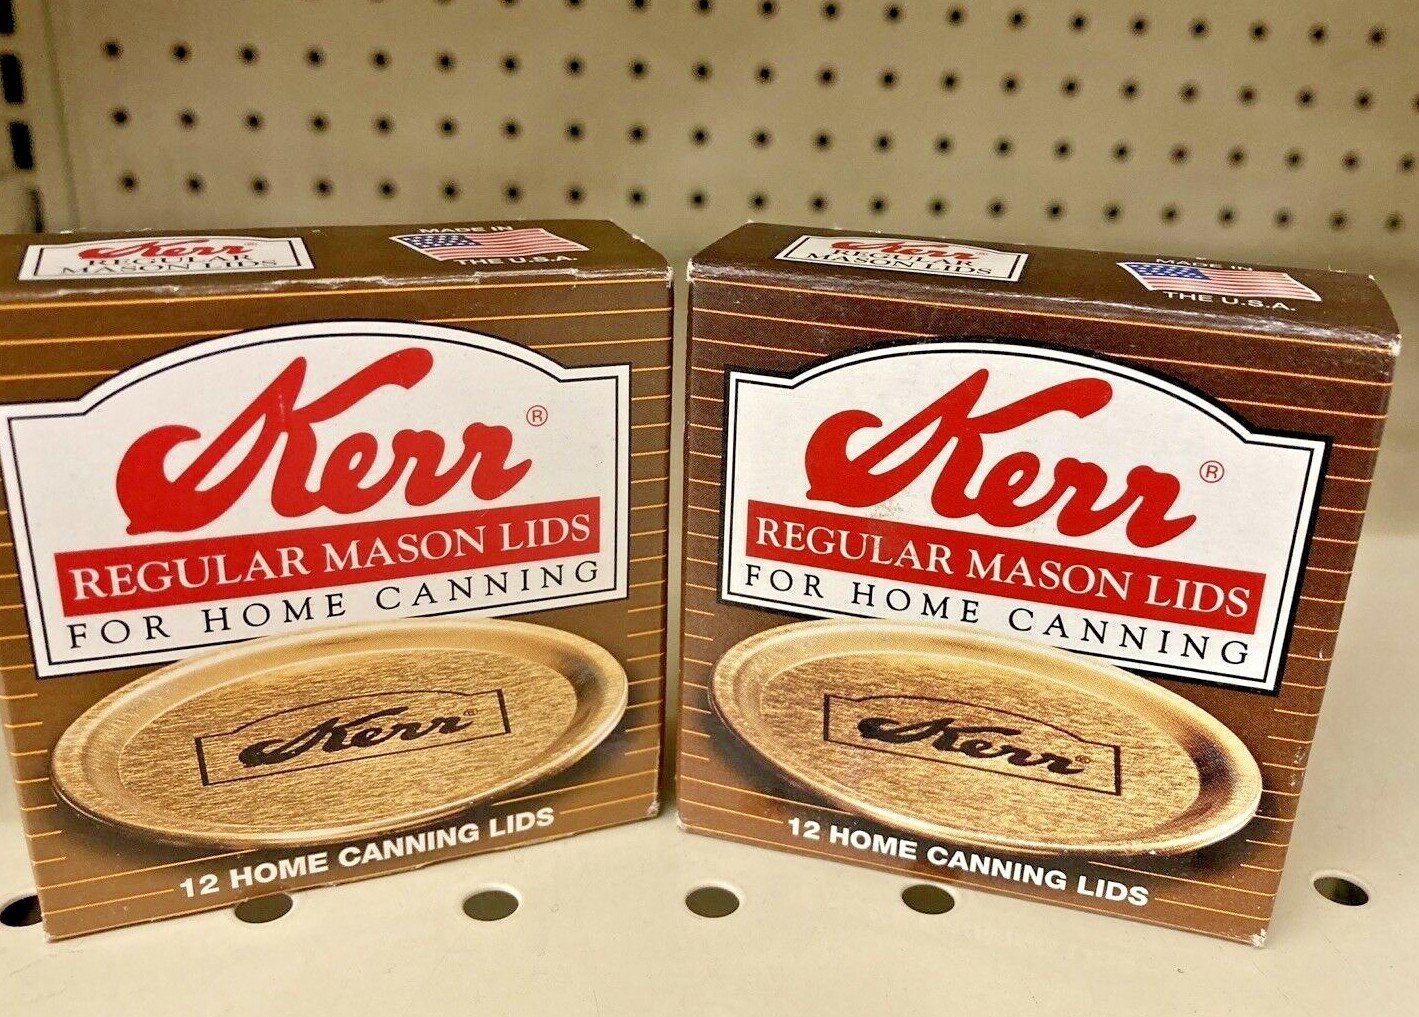 Kerr®
REGULAR
MASON LIDS
MADE IN
THE U.S.A.
Kerr®
REGULAR MASON LIDS
FOR HOME CANNING
Kerr®
12 HOME CANNING LIDS
Kerr®
REGULAR
MASON LIDS
MADE IN
THE U.S.A.
Kerr®
REGULAR MASON LIDS
FOR HOME CANNING
Kerr®
12 HOME CANNING LIDS